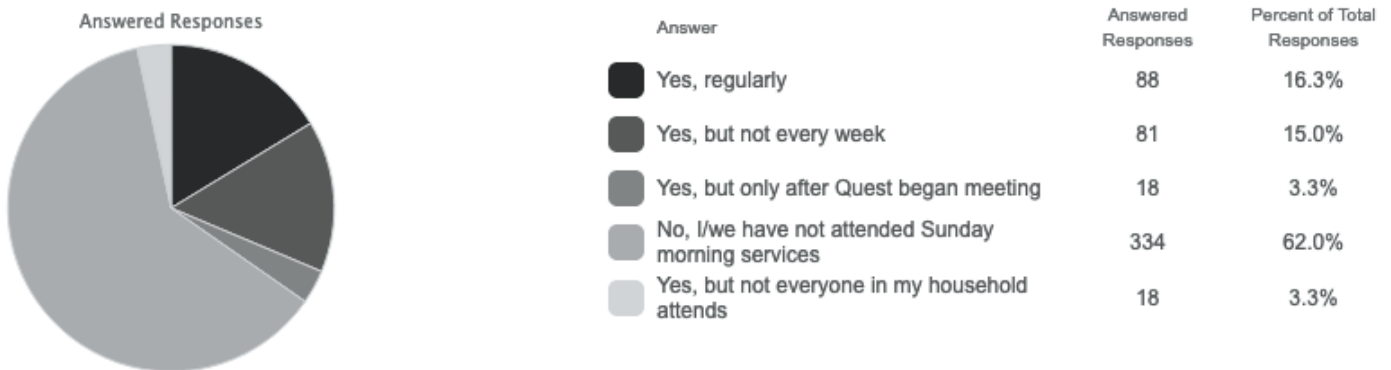 Answered Responses
Answer
Answered
Responses
Percent of Total
Responses
Yes, regularly 88 16.3%
Yes, but not every week 81 15.0%
Yes, but only after Quest began meeting 18 3.3%
No, I/we have not attended Sunday
morning services 334 62.0%
Yes, but not everyone in my household
attends 18 3.3%